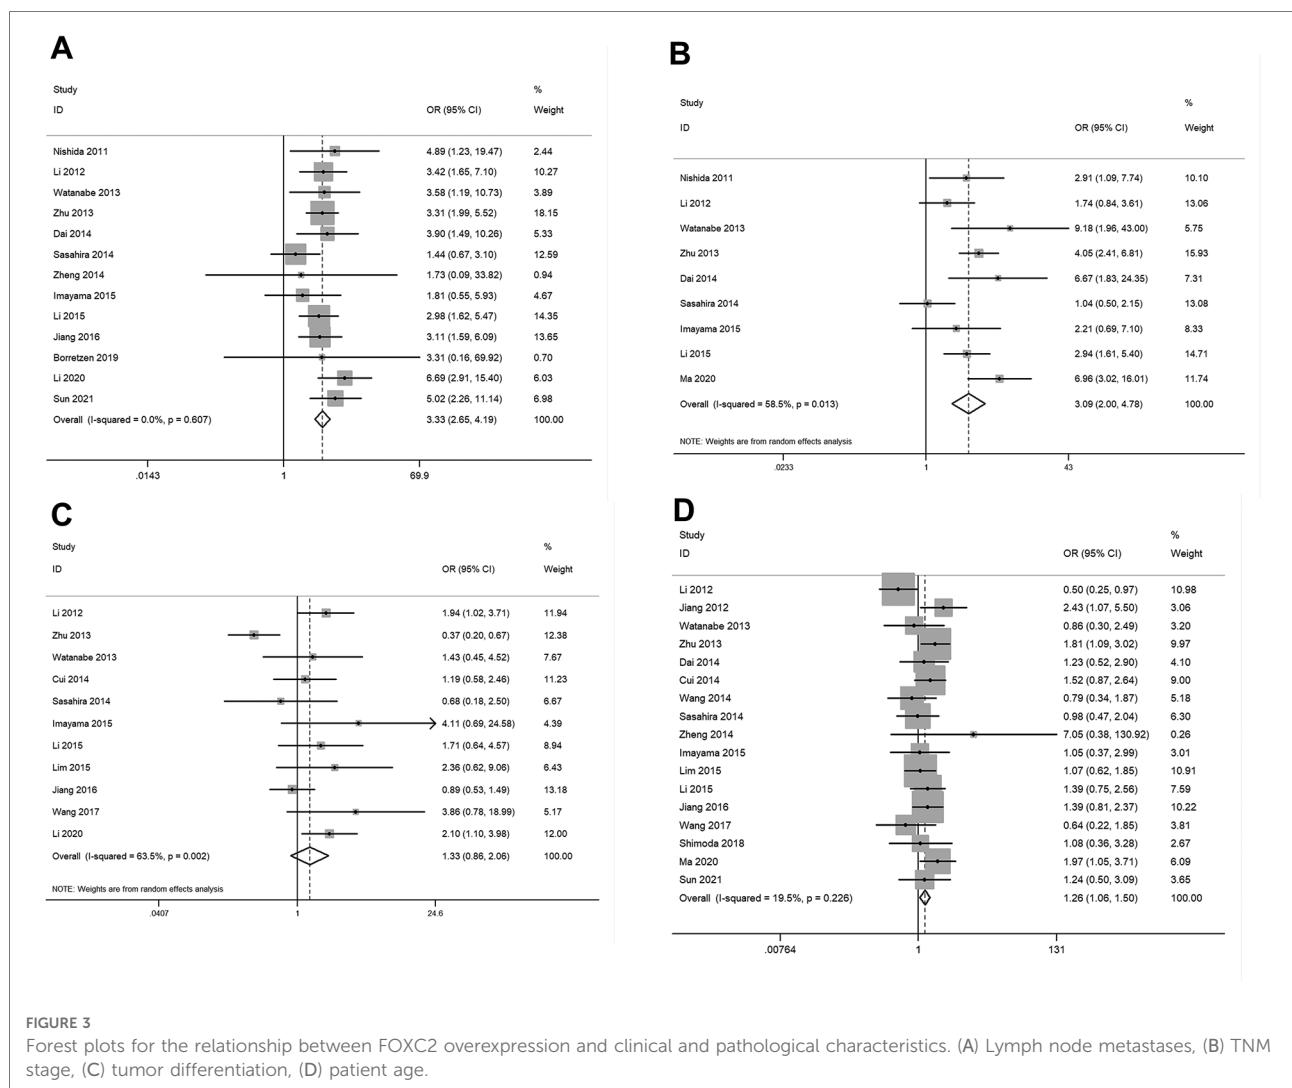 A
Study %
ID OR (95% CI) Weight
Nishida 2011 4.89 (1.23, 19.47) 2.44
Li 2012 3.42 (1.65, 7.10) 10.27
Watanabe 2013 3.58 (1.19, 10.73) 3.89
Zhu 2013 3.31 (1.99, 5.52) 18.15
Dai 2014 3.90 (1.49, 10.26) 5.33
Sasahira 2014 1.44 (0.67, 3.10) 12.59
Zheng 2014 1.73 (0.09, 33.82) 0.94
Imayama 2015 1.81 (0.55, 5.93) 4.67
Li 2015 2.98 (1.62, 5.47) 14.35
Jiang 2016 3.11 (1.59, 6.09) 13.65
Borretzen 2019 3.31 (0.16, 69.92) 0.70
Li 2020 6.69 (2.91, 15.40) 6.03
Sun 2021 5.02 (2.26, 11.14) 6.98
Overall (I-squared = 0.0%, p = 0.607) 3.33 (2.65, 4.19) 100.00
.0143 1 69.9
B
Study %
ID OR (95% CI) Weight
Nishida 2011 2.91 (1.09, 7.74) 10.10
Li 2012 1.74 (0.84, 3.61) 13.06
Watanabe 2013 9.18 (1.96, 43.00) 5.75
Zhu 2013 4.05 (2.41, 6.81) 15.93
Dai 2014 6.67 (1.83, 24.35) 7.31
Sasahira 2014 1.04 (0.50, 2.15) 13.08
Imayama 2015 2.21 (0.69, 7.10) 8.33
Li 2015 2.94 (1.61, 5.40) 14.71
Ma 2020 6.96 (3.02, 16.01) 11.74
Overall (I-squared = 58.5%, p = 0.013) 3.09 (2.00, 4.78) 100.00
NOTE: Weights are from random effects analysis
.0233 1 43
C
Study %
ID OR (95% CI) Weight
Li 2012 1.94 (1.02, 3.71) 11.94
Zhu 2013 0.37 (0.20, 0.67) 12.38
Watanabe 2013 1.43 (0.45, 4.52) 7.67
Cui 2014 1.19 (0.58, 2.46) 11.23
Sasahira 2014 0.68 (0.18, 2.50) 6.67
Imayama 2015 4.11 (0.69, 24.58) 4.39
Li 2015 1.71 (0.64, 4.57) 8.94
Lim 2015 2.36 (0.62, 9.06) 6.43
Jiang 2016 0.89 (0.53, 1.49) 13.18
Wang 2017 3.86 (0.78, 18.99) 5.17
Li 2020 2.10 (1.10, 3.98) 12.00
Overall (I-squared = 63.5%, p = 0.002) 1.33 (0.86, 2.06) 100.00
NOTE: Weights are from random effects analysis
.0407 1 24.6
D
Study %
ID OR (95% CI) Weight
Li 2012 0.50 (0.25, 0.97) 10.98
Jiang 2012 2.43 (1.07, 5.50) 3.06
Watanabe 2013 0.86 (0.30, 2.49) 3.20
Zhu 2013 1.81 (1.09, 3.02) 9.97
Dai 2014 1.23 (0.52, 2.90) 4.10
Cui 2014 1.52 (0.87, 2.64) 9.00
Wang 2014 0.79 (0.34, 1.87) 5.18
Sasahira 2014 0.98 (0.47, 2.04) 6.30
Zheng 2014 7.05 (0.38, 130.92) 0.26
Imayama 2015 1.05 (0.37, 2.99) 3.01
Lim 2015 1.07 (0.62, 1.85) 10.91
Li 2015 1.39 (0.75, 2.56) 7.59
Jiang 2016 1.39 (0.81, 2.37) 10.22
Wang 2017 0.64 (0.22, 1.85) 3.81
Shimoda 2018 1.08 (0.36, 3.28) 2.67
Ma 2020 1.97 (1.05, 3.71) 6.09
Sun 2021 1.24 (0.50, 3.09) 3.65
Overall (I-squared = 19.5%, p = 0.226) 1.26 (1.06, 1.50) 100.00
.00764 1 131
FIGURE 3
Forest plots for the relationship between FOXC2 overexpression and clinical and pathological characteristics. (A) Lymph node metastases, (B) TNM
stage, (C) tumor differentiation, (D) patient age.